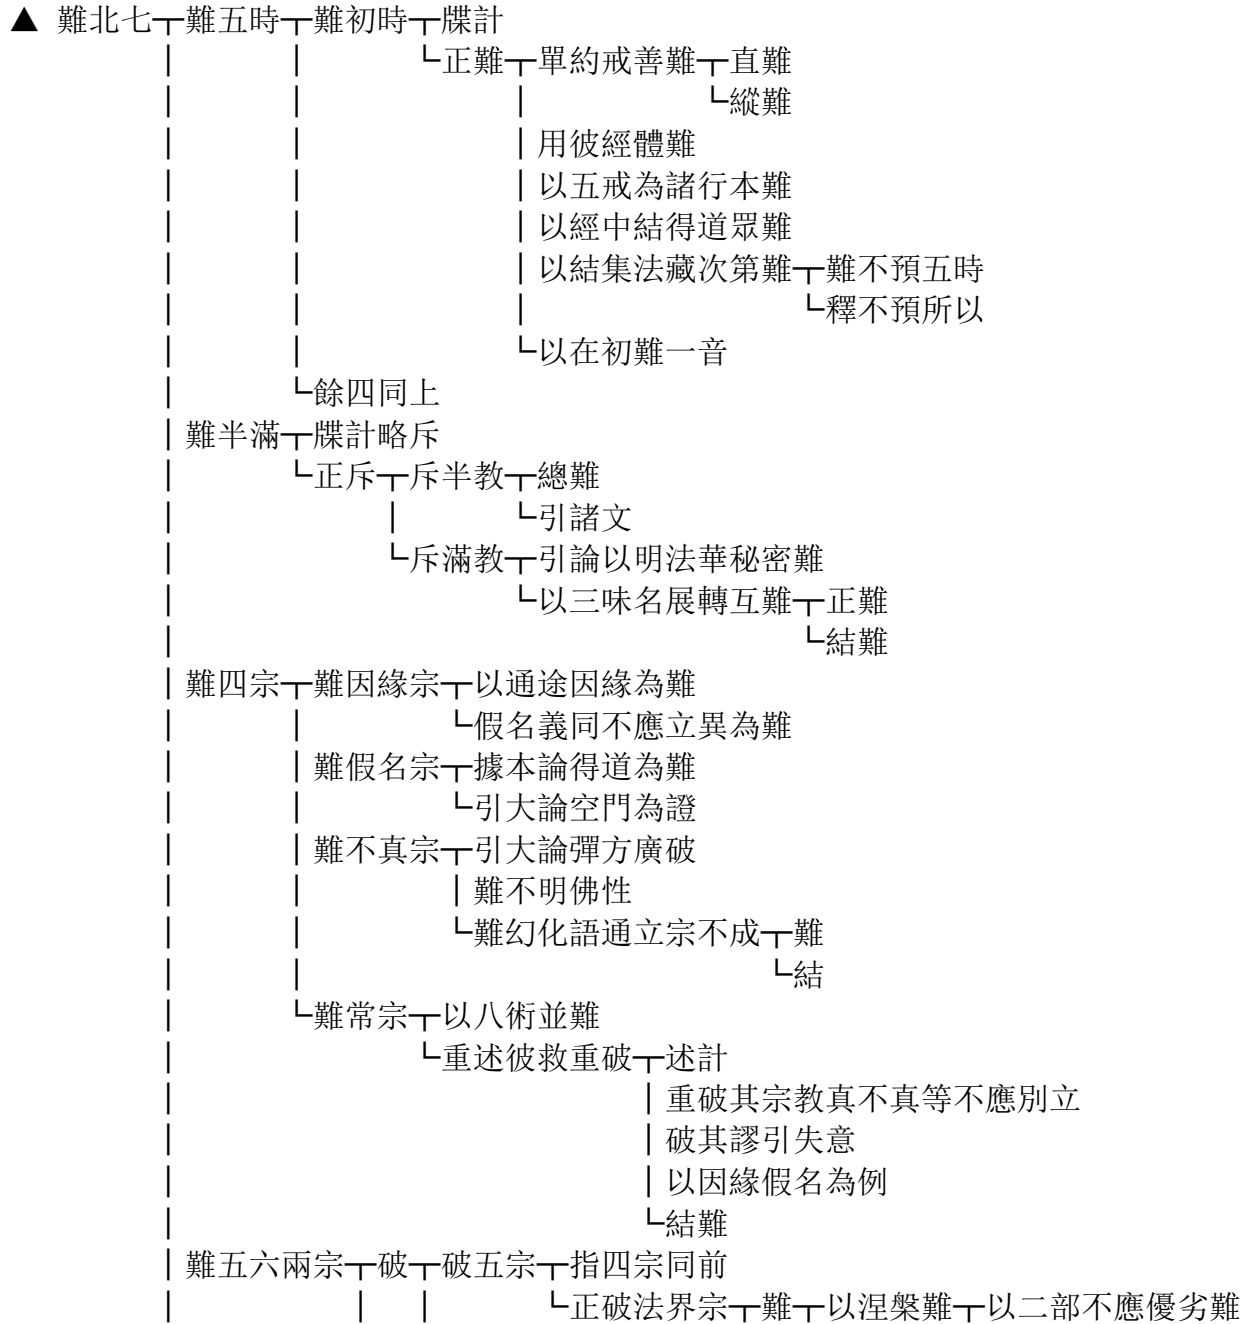 ▲ 難北七┬難五時┬難初時┬牒計
│ │ └正難┬單約戒善難┬直難
│ │ │ └縱難
│ │ │用彼經體難
│ │ │以五戒為諸行本難
│ │ │以經中結得道眾難
│ │ │以結集法藏次第難┬難不預五時
│ │ │ └釋不預所以
│ │ └以在初難一音
│ └餘四同上
│難半滿┬牒計略斥
│ └正斥┬斥半教┬總難
│ │ └引諸文
│ └斥滿教┬引論以明法華秘密難
│ └以三味名展轉互難┬正難
│ └結難
│難四宗┬難因緣宗┬以通途因緣為難
│ │ └假名義同不應立異為難
│ │難假名宗┬據本論得道為難
│ │ └引大論空門為證
│ │難不真宗┬引大論彈方廣破
│ │ │難不明佛性
│ │ └難幻化語通立宗不成┬難
│ │ └結
│ └難常宗┬以八術並難
│ └重述彼救重破┬述計
│ │重破其宗教真不真等不應別立
│ │破其謬引失意
│ │以因緣假名為例
│ └結難
│難五六兩宗┬破┬破五宗┬指四宗同前
│ │ │ └正破法界宗┬難┬以涅槃難┬以二部不應優劣難